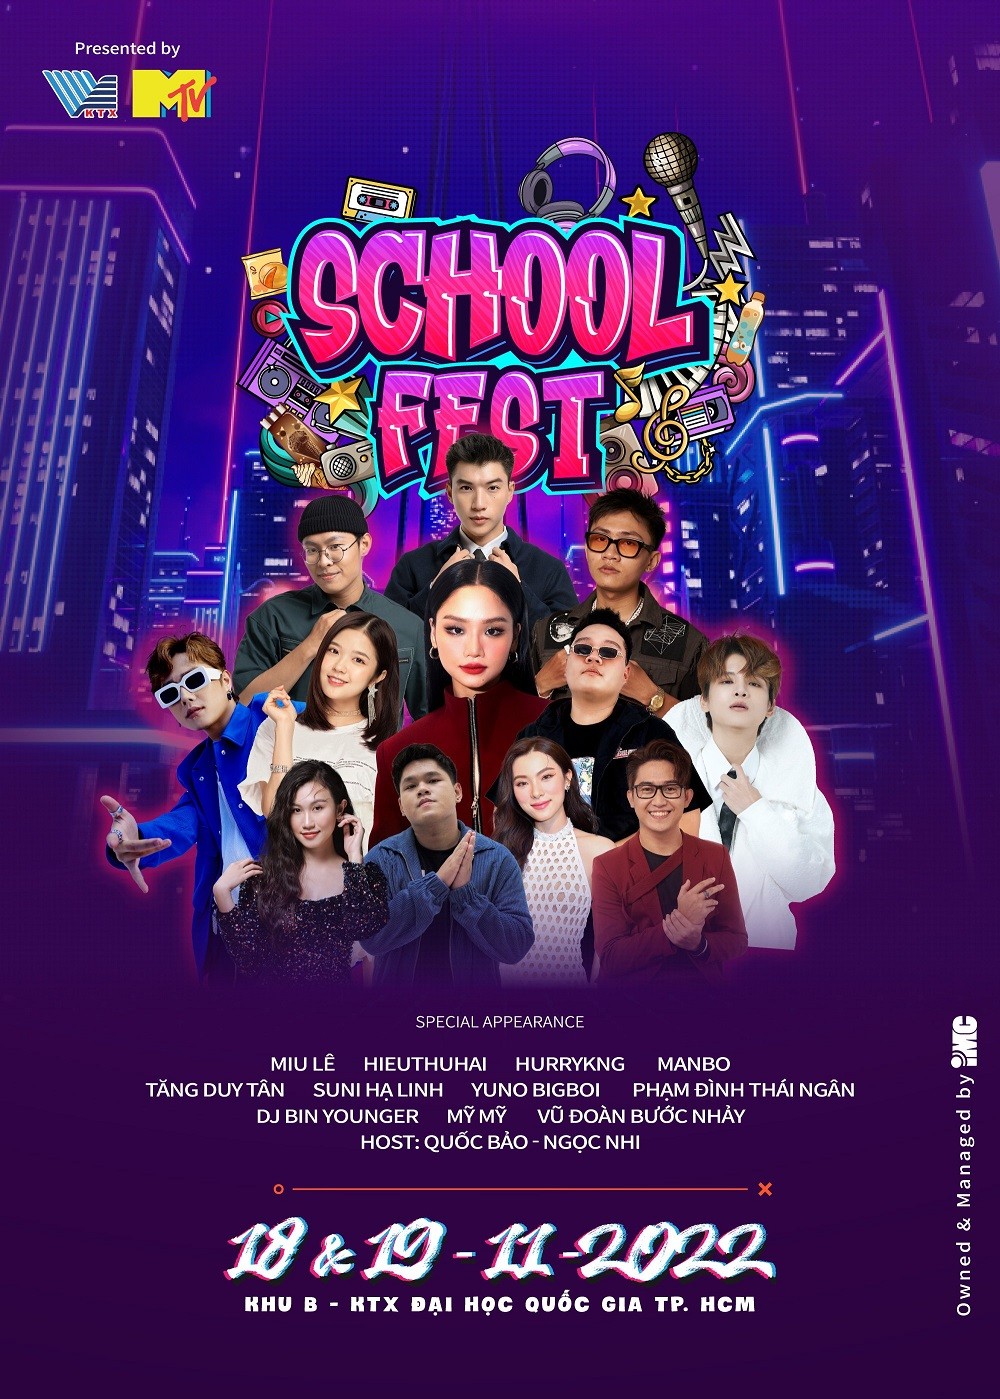 Presented by
KTX MTV
SCHOOL
FEST
SPECIAL APPEARANCE
MIU LÊ HIEUTHUHAI HURRYKNG MANBO
TĂNG DUY TÂN SUNI HẠ LINH YUNO BIGBOI PHẠM ĐÌNH THÁI NGÂN
DJ BIN YOUNGER MỸ MỸ VŨ ĐOÀN BƯỚC NHẢY
HOST: QUỐC BẢO - NGỌC NHI
18 & 19 - 11 - 2022
KHU B - KTX ĐẠI HỌC QUỐC GIA TP. HCM
Owned & Managed by IMC